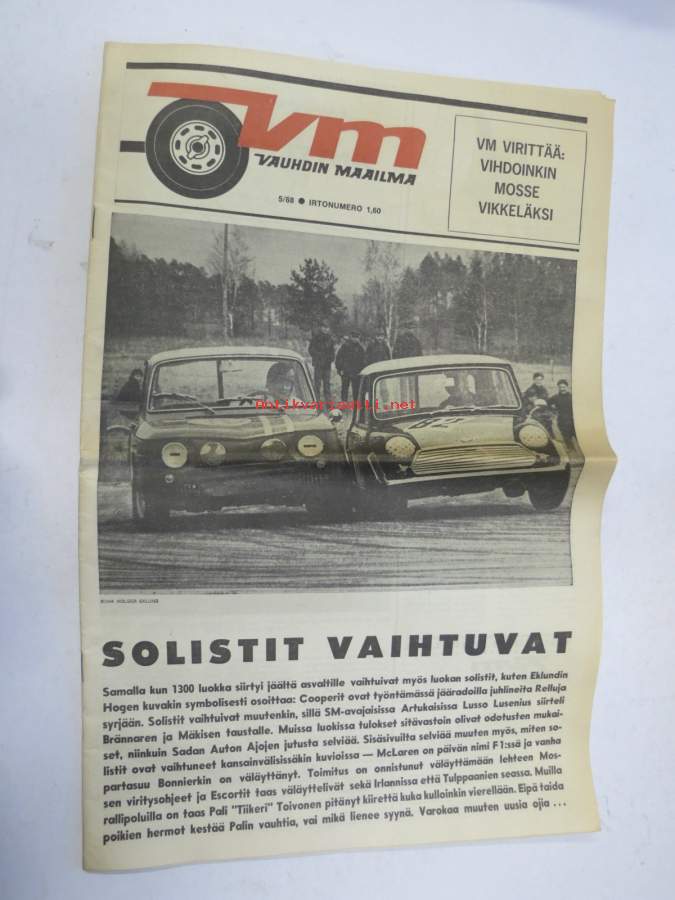 VM
VAUHDIN MAAILMA
5/68 ● IRTONUMERO 1,60
VM VIRITTÄÄ:
VIHDOINKIN
MOSSE
VIKKELÄKSI
antikvariaatti.net
82
KUVA HOLGER EKLUND
SOLISTIT VAIHTUVAT
Samalla kun 1300 luokka siirtyi jäältä asvaltille vaihtuivat myös luokan solistit, kuten Eklundin
Hogen kuvakin symbolisesti osoittaa: Cooperit ovat työntämässä jääradoilla juhlineita Relluja
syrjään. Solistit vaihtuivat muutenkin, sillä SM-avajaisissa Artukaisissa Lusso Lusenius siirteli
Brännaren ja Mäkisen taustalle. Muissa luokissa tulokset sitävastoin olivat odotusten mukai-
set, niinkuin Sadan Auton Ajojen jutusta selviää. Sisäsivuilta selviää muuten myös, miten so-
listit ovat vaihtuneet kansainvälisissäkin kuvioissa — McLaren on päivän nimi F1:ssä ja vanha
partasuu Bonnierkin on väläyttänyt. Toimitus on onnistunut väläyttämään lehteen Mos-
sen viritysohjeet ja Escortit taas väläyttelivät sekä Irlannissa että Tulppaanien seassa. Muilla
rallipoluilla on taas Pali "Tiikeri" Toivonen pitänyt kiirettä kuka kulloinkin vierellään. Eipä taida
poikien hermot kestää Palin vauhtia, vai mikä lienee syynä. Varokaa muuten uusia ojia ...